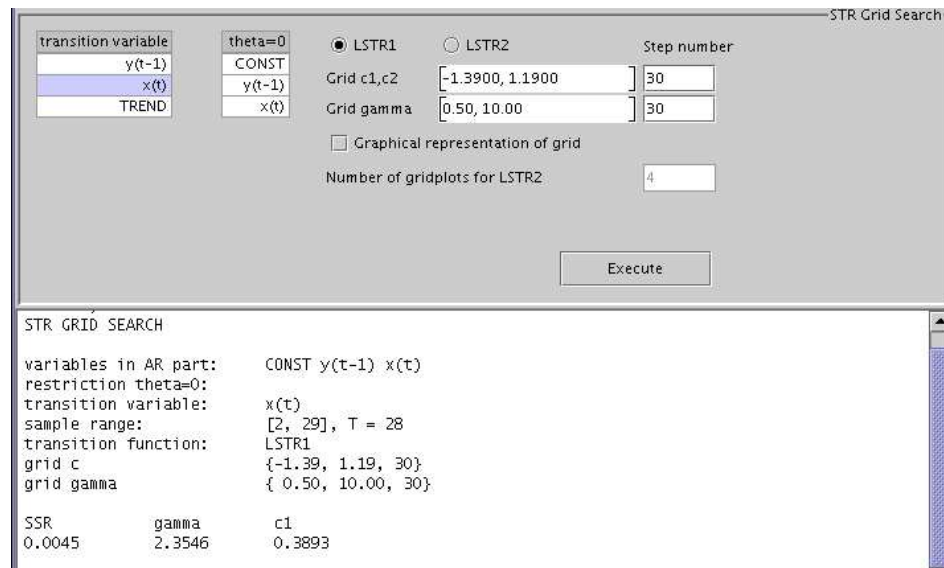 STR Grid Search
transition variable
y(t-1)
x(t)
TREND
theta=0
CONST
y(t-1)
x(t)
LSTR1 LSTR2 Step number
Grid c1,c2 [-1.3900, 1.1900] 30
Grid gamma [0.50, 10.00] 30
Graphical representation of grid
Number of gridplots for LSTR2 4
Execute
STR GRID SEARCH
variables in AR part: CONST y(t-1) x(t)
restriction theta=0:
transition variable: x(t)
sample range: [2, 29], T = 28
transition function: LSTR1
grid c {-1.39, 1.19, 30}
grid gamma { 0.50, 10.00, 30}
SSR gamma c1
0.0045 2.3546 0.3893